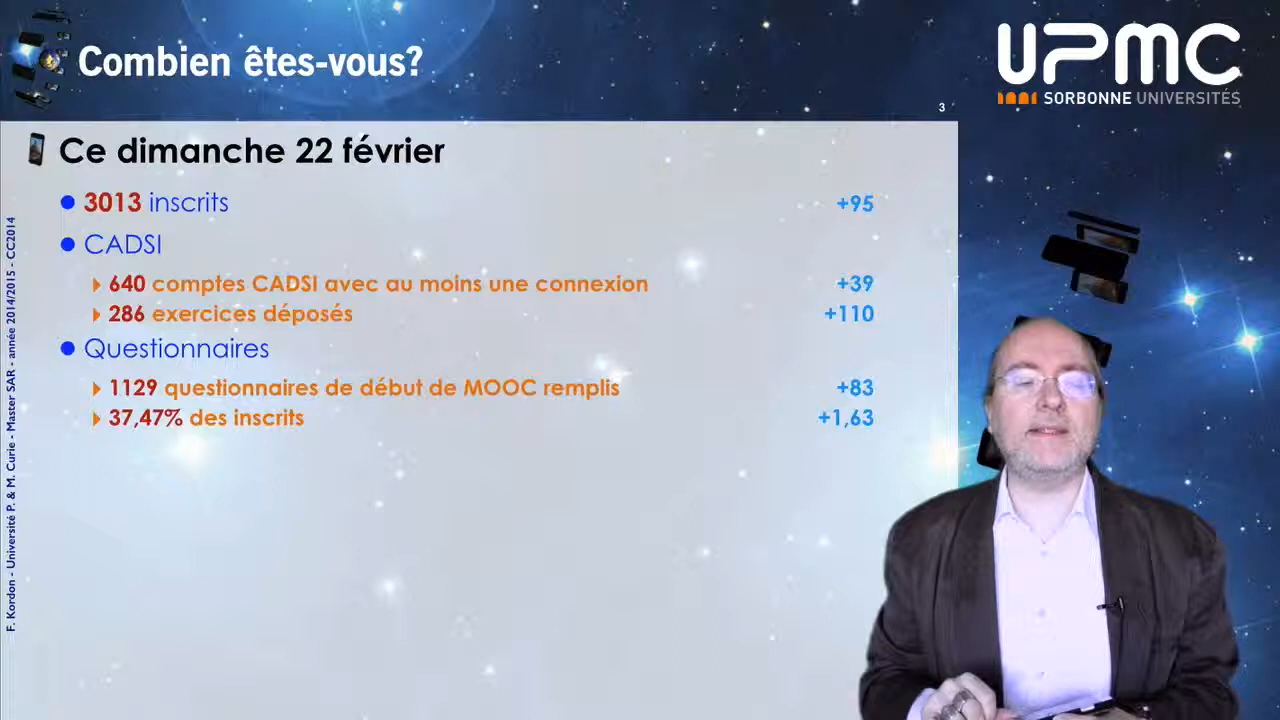 Combien êtes-vous?
UPMC
SORBONNE UNIVERSITÉS
3
Ce dimanche 22 février
3013 inscrits +95
CADSI
640 comptes CADSI avec au moins une connexion +39
286 exercices déposés +110
Questionnaires
1129 questionnaires de début de MOOC remplis +83
37,47% des inscrits +1,63
F. Kordon - Université P. & M. Curie - Master SAR - année 2014/2015 - CC2014